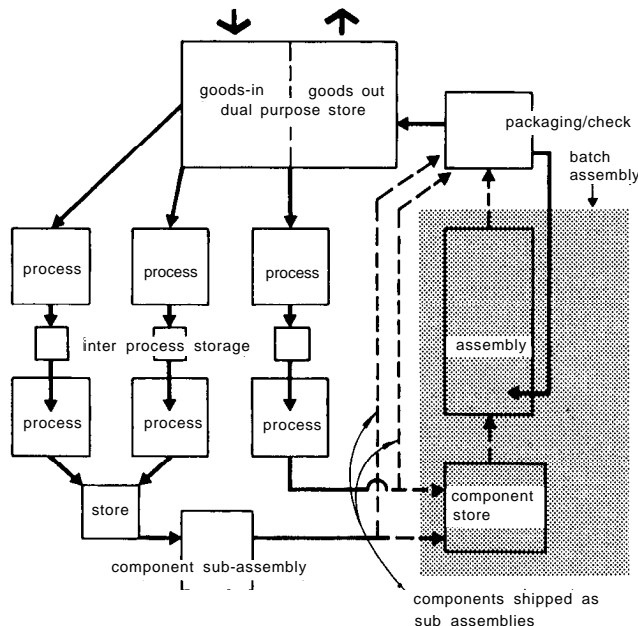 goods-in goods out
dual purpose store
packaging/check
batch
assembly
process
process
process
inter process storage
assembly
process
process
process
store
component
store
component sub-assembly
components shipped as
sub assemblies